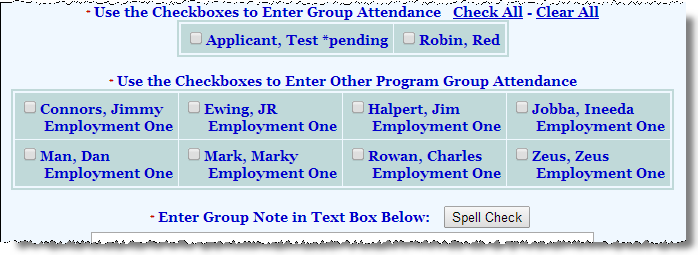 - Use the Checkboxes to Enter Group Attendance Check All - Clear All
Applicant, Test *pending Robin, Red
- Use the Checkboxes to Enter Other Program Group Attendance
Connors, Jimmy Ewing, JR Halpert, Jim Jobba, Ineeda
Employment One Employment One Employment One Employment One
Man, Dan Mark, Marky Rowan, Charles Zeus, Zeus
Employment One Employment One Employment One Employment One
- Enter Group Note in Text Box Below: Spell Check